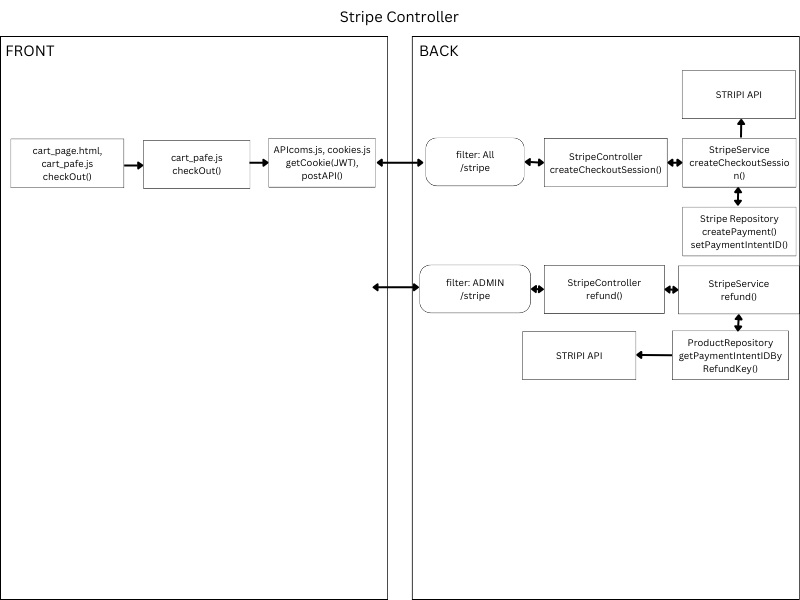 Stripe Controller
FRONT
BACK
STRIPI API
cart_page.html,
cart_pafe.js
checkOut()
cart_pafe.js
checkOut()
APIcoms.js, cookies.js
getCookie(JWT),
postAPI()
filter: All
/stripe
StripeController
createCheckoutSession()
StripeService
createCheckoutSessio
n()
Stripe Repository
createPayment()
setPaymentIntentID()
filter: ADMIN
/stripe
StripeController
refund()
StripeService
refund()
STRIPI API
ProductRepository
getPaymentIntentIDBy
RefundKey()